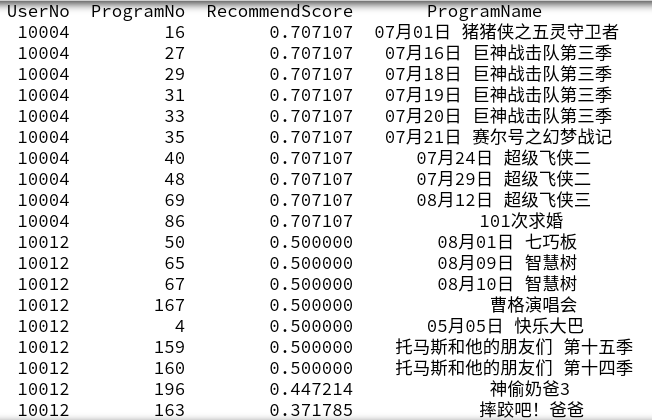 UserNo ProgramNo RecommendScore ProgramName
10004 16 0.707107 07月01日 猪猪侠之五灵守卫者
10004 27 0.707107 07月16日 巨神战击队第三季
10004 29 0.707107 07月18日 巨神战击队第三季
10004 31 0.707107 07月19日 巨神战击队第三季
10004 33 0.707107 07月20日 巨神战击队第三季
10004 35 0.707107 07月21日 赛尔号之幻梦战记
10004 40 0.707107 07月24日 超级飞侠二
10004 48 0.707107 07月29日 超级飞侠二
10004 69 0.707107 08月12日 超级飞侠三
10004 86 0.707107 101次求婚
10012 50 0.500000 08月01日 七巧板
10012 65 0.500000 08月09日 智慧树
10012 67 0.500000 08月10日 智慧树
10012 167 0.500000 曹格演唱会
10012 4 0.500000 05月05日 快乐大巴
10012 159 0.500000 托马斯和他的朋友们 第十五季
10012 160 0.500000 托马斯和他的朋友们 第十四季
10012 196 0.447214 神偷奶爸3
10012 163 0.371785 摔跤吧！爸爸